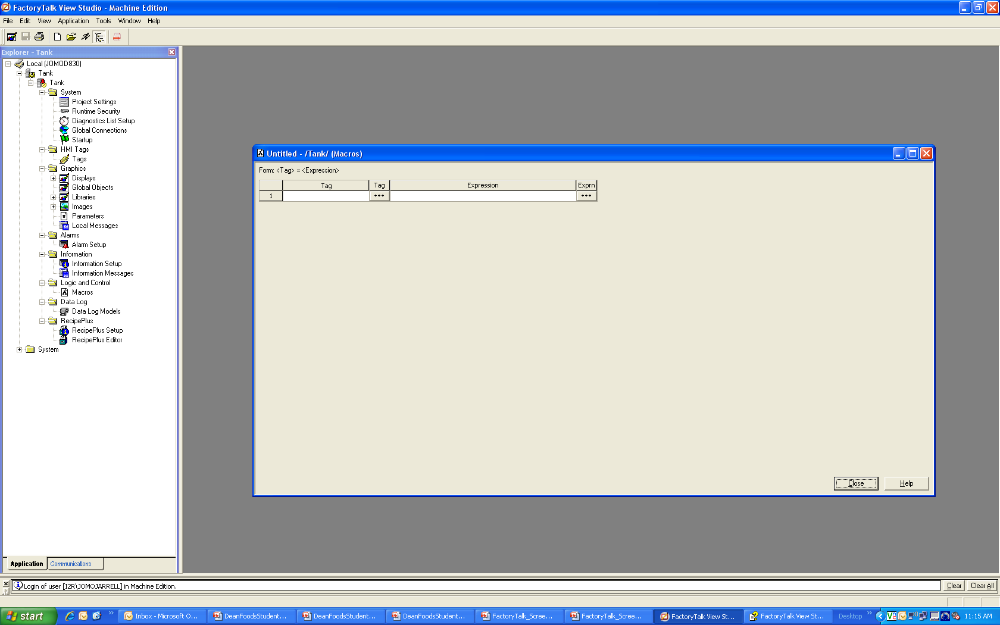 FactoryTalk View Studio - Machine Edition
File Edit View Application Tools Window Help
Explorer - Tank
Local (JOMOD830)
Tank
Tank
System
Project Settings
Runtime Security
Diagnostics List Setup
Global Connections
Startup
HMI Tags
Tags
Graphics
Displays
Global Objects
Libraries
Images
Parameters
Local Messages
Alarms
Alarm Setup
Information
Information Setup
Information Messages
Logic and Control
Macros
Data Log
Data Log Models
RecipePlus
RecipePlus Setup
RecipePlus Editor
System
Application Communications
Untitled - /Tank/ (Macros)
Form: <Tag> = <Expression>
Tag Tag Expression Exprn
1 ... ...
Close Help
Login of user [I2R\JOMOJARRELL] in Machine Edition.
Clear Clear All
start Inbox - Microsoft O... DeanFoodsStudent... DeanFoodsStudent... DeanFoodsStudent... FactoryTalk_Scree... FactoryTalk_Scree... FactoryTalk View St... FactoryTalk View St... Desktop 11:15 AM